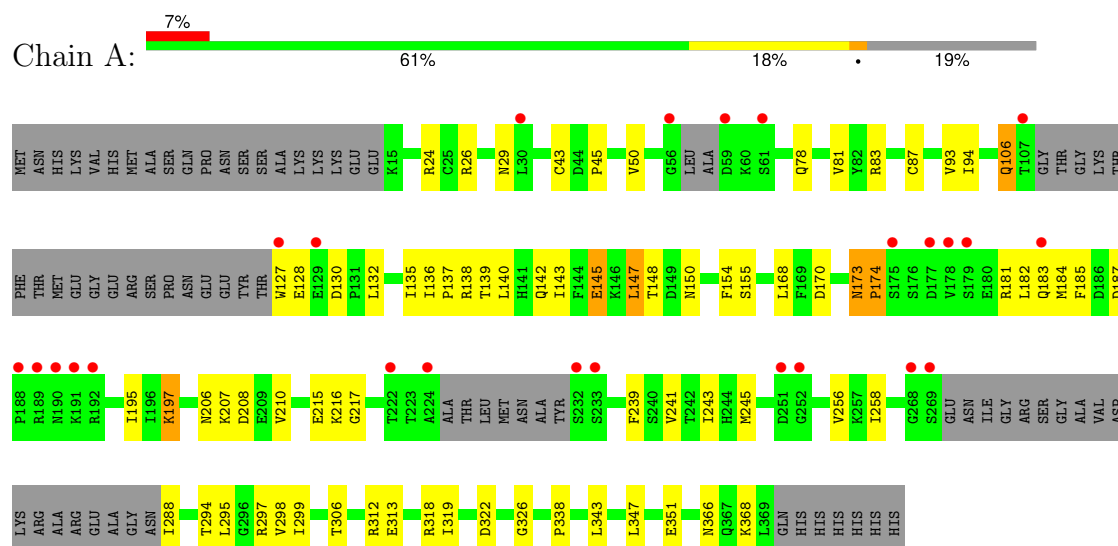 7%
Chain A:
61% 18% • 19%
MET ASN HIS LYS VAL HIS MET ALA SER GLN PRO ASN SER SER ALA LYS LYS LYS GLU GLU K15 R24 C25 R26 N29 L30 C43 D44 P45 V50 G56 LEU ALA D59 K60 S61 Q78 V81 Y82 R83 C87 V93 I94 Q106 T107 GLY THR GLY LYS THR
PHE THR MET GLU GLY GLU ARG SER PRO ASN GLU GLU TYR THR W127 E128 E129 D130 P131 L132 I135 I136 P137 R138 T139 L140 H141 Q142 I143 F144 E145 K146 L147 T148 D149 N150 F154 S155 L168 F169 D170 N173 P174 S175 S176 D177 V178 S179 E180 R181 L182 Q183 M184 F185 D186 D187
P188 R189 N190 K191 R192 I195 I196 K197 N206 K207 D208 E209 V210 E215 K216 G217 T222 T223 A224 ALA THR LEU MET ASN ALA TYR S232 S233 F239 S240 V241 T242 I243 H244 M245 D251 G252 V256 K257 I258 G268 S269 GLU ASN ILE GLY ARG SER GLY ALA VAL ASP
LYS ARG ALA ARG GLU ALA GLY ASN I288 T294 L295 G296 R297 V298 I299 T306 R312 E313 R318 I319 D322 G326 P338 L343 L347 E351 N366 Q367 K368 L369 GLN HIS HIS HIS HIS HIS HIS